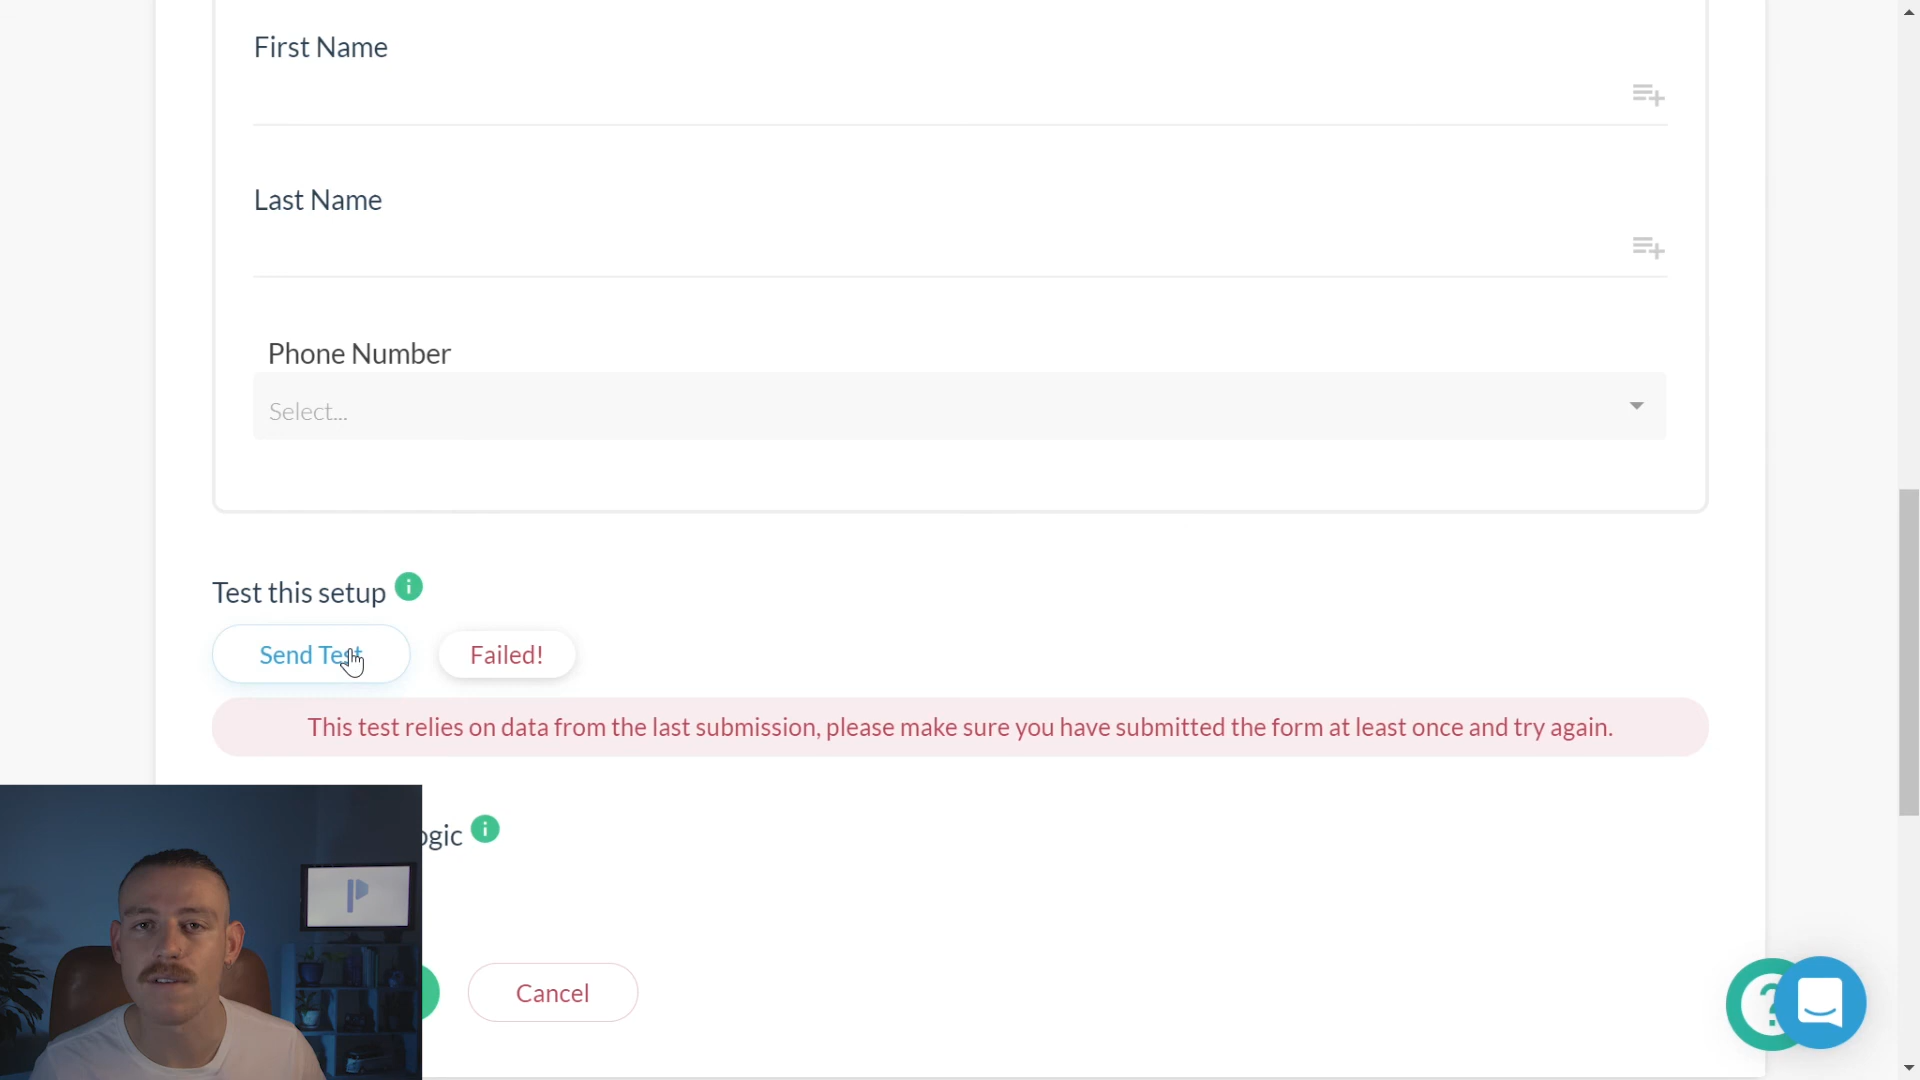 First Name
Last Name
Phone Number
Select...
Test this setup
Send Test
Failed!
This test relies on data from the last submission, please make sure you have submitted the form at least once and try again.
ogic
Cancel